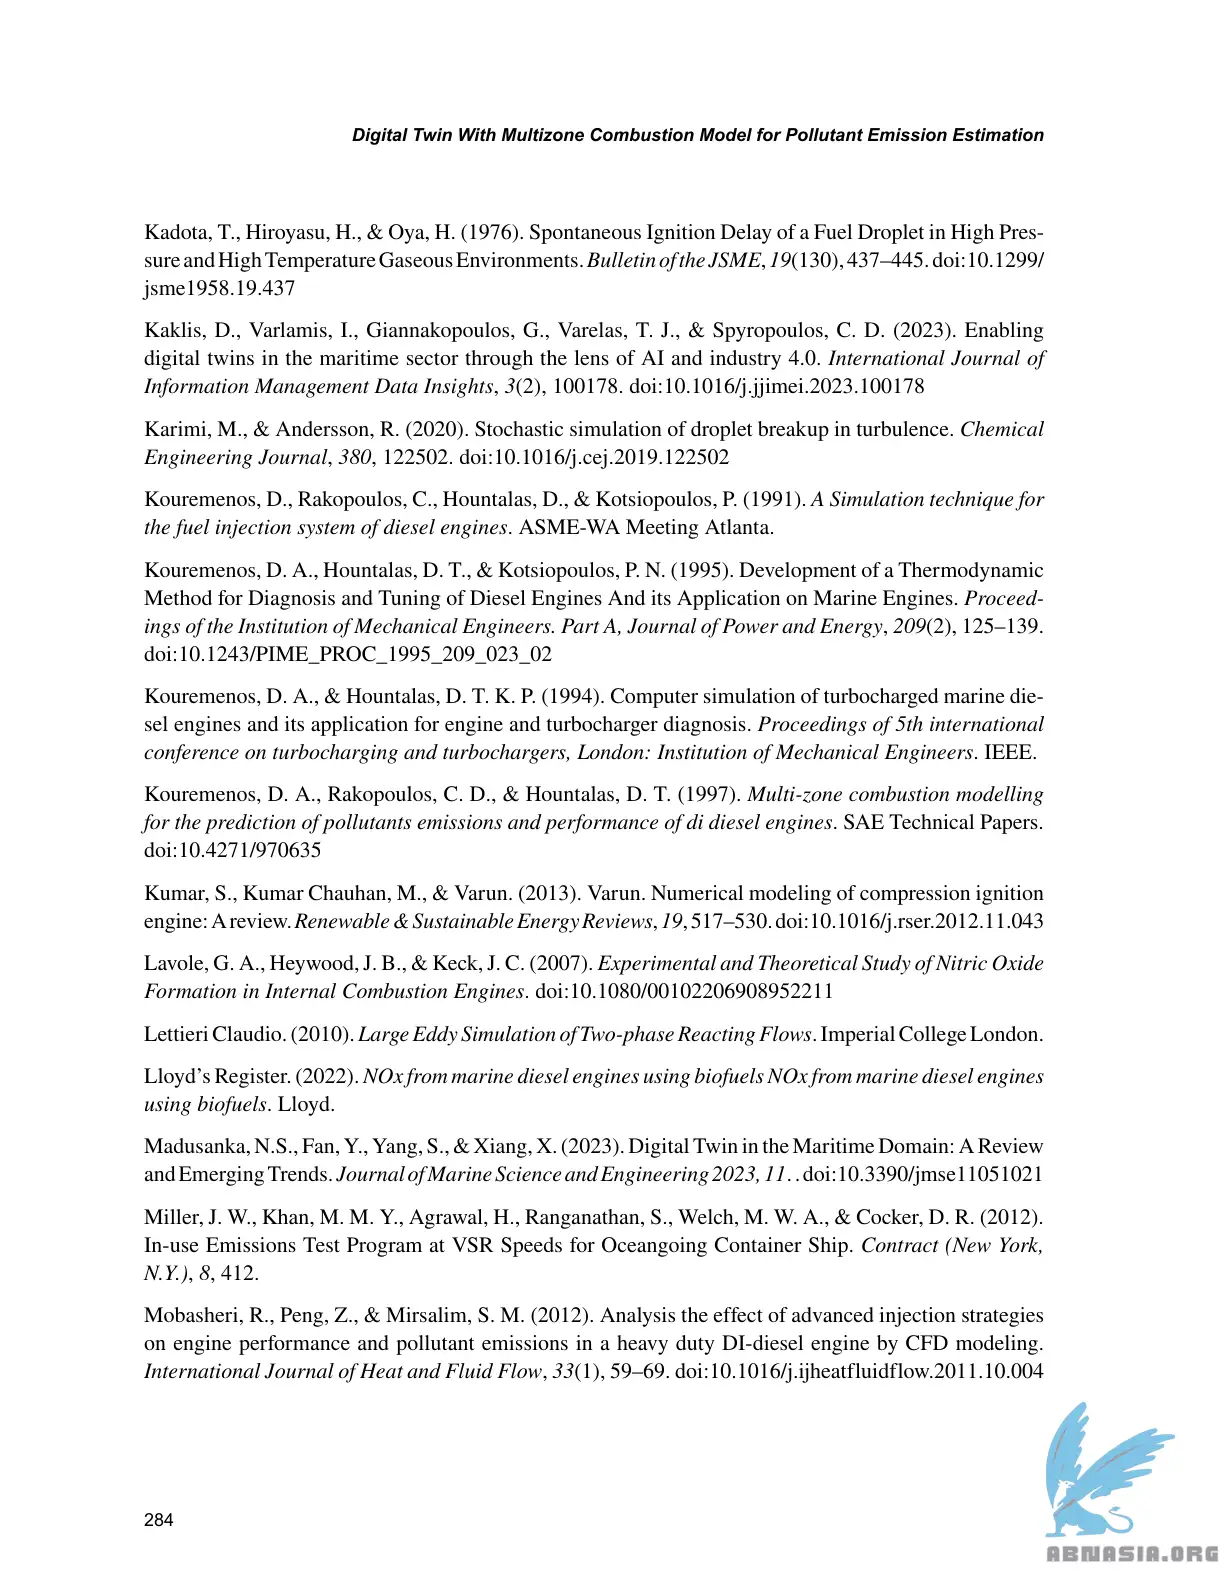 Digital Twin With Multizone Combustion Model for Pollutant Emission Estimation
Kadota, T., Hiroyasu, H., & Oya, H. (1976). Spontaneous Ignition Delay of a Fuel Droplet in High Pres-
sure and High Temperature Gaseous Environments. Bulletin of the JSME, 19(130), 437–445. doi:10.1299/
jsme1958.19.437
Kaklis, D., Varlamis, I., Giannakopoulos, G., Varelas, T. J., & Spyropoulos, C. D. (2023). Enabling
digital twins in the maritime sector through the lens of AI and industry 4.0. International Journal of
Information Management Data Insights, 3(2), 100178. doi:10.1016/j.jjimei.2023.100178
Karimi, M., & Andersson, R. (2020). Stochastic simulation of droplet breakup in turbulence. Chemical
Engineering Journal, 380, 122502. doi:10.1016/j.cej.2019.122502
Kouremenos, D., Rakopoulos, C., Hountalas, D., & Kotsiopoulos, P. (1991). A Simulation technique for
the fuel injection system of diesel engines. ASME-WA Meeting Atlanta.
Kouremenos, D. A., Hountalas, D. T., & Kotsiopoulos, P. N. (1995). Development of a Thermodynamic
Method for Diagnosis and Tuning of Diesel Engines And its Application on Marine Engines. Proceed-
ings of the Institution of Mechanical Engineers. Part A, Journal of Power and Energy, 209(2), 125–139.
doi:10.1243/PIME_PROC_1995_209_023_02
Kouremenos, D. A., & Hountalas, D. T. K. P. (1994). Computer simulation of turbocharged marine die-
sel engines and its application for engine and turbocharger diagnosis. Proceedings of 5th international
conference on turbocharging and turbochargers, London: Institution of Mechanical Engineers. IEEE.
Kouremenos, D. A., Rakopoulos, C. D., & Hountalas, D. T. (1997). Multi-zone combustion modelling
for the prediction of pollutants emissions and performance of di diesel engines. SAE Technical Papers.
doi:10.4271/970635
Kumar, S., Kumar Chauhan, M., & Varun. (2013). Varun. Numerical modeling of compression ignition
engine: A review. Renewable & Sustainable Energy Reviews, 19, 517–530. doi:10.1016/j.rser.2012.11.043
Lavole, G. A., Heywood, J. B., & Keck, J. C. (2007). Experimental and Theoretical Study of Nitric Oxide
Formation in Internal Combustion Engines. doi:10.1080/00102206908952211
Lettieri Claudio. (2010). Large Eddy Simulation of Two-phase Reacting Flows. Imperial College London.
Lloyd’s Register. (2022). NOx from marine diesel engines using biofuels NOx from marine diesel engines
using biofuels. Lloyd.
Madusanka, N.S., Fan, Y., Yang, S., & Xiang, X. (2023). Digital Twin in the Maritime Domain: A Review
and Emerging Trends. Journal of Marine Science and Engineering 2023, 11. . doi:10.3390/jmse11051021
Miller, J. W., Khan, M. M. Y., Agrawal, H., Ranganathan, S., Welch, M. W. A., & Cocker, D. R. (2012).
In-use Emissions Test Program at VSR Speeds for Oceangoing Container Ship. Contract (New York,
N.Y.), 8, 412.
Mobasheri, R., Peng, Z., & Mirsalim, S. M. (2012). Analysis the effect of advanced injection strategies
on engine performance and pollutant emissions in a heavy duty DI-diesel engine by CFD modeling.
International Journal of Heat and Fluid Flow, 33(1), 59–69. doi:10.1016/j.ijheatfluidflow.2011.10.004
284
ABNASIA.ORG